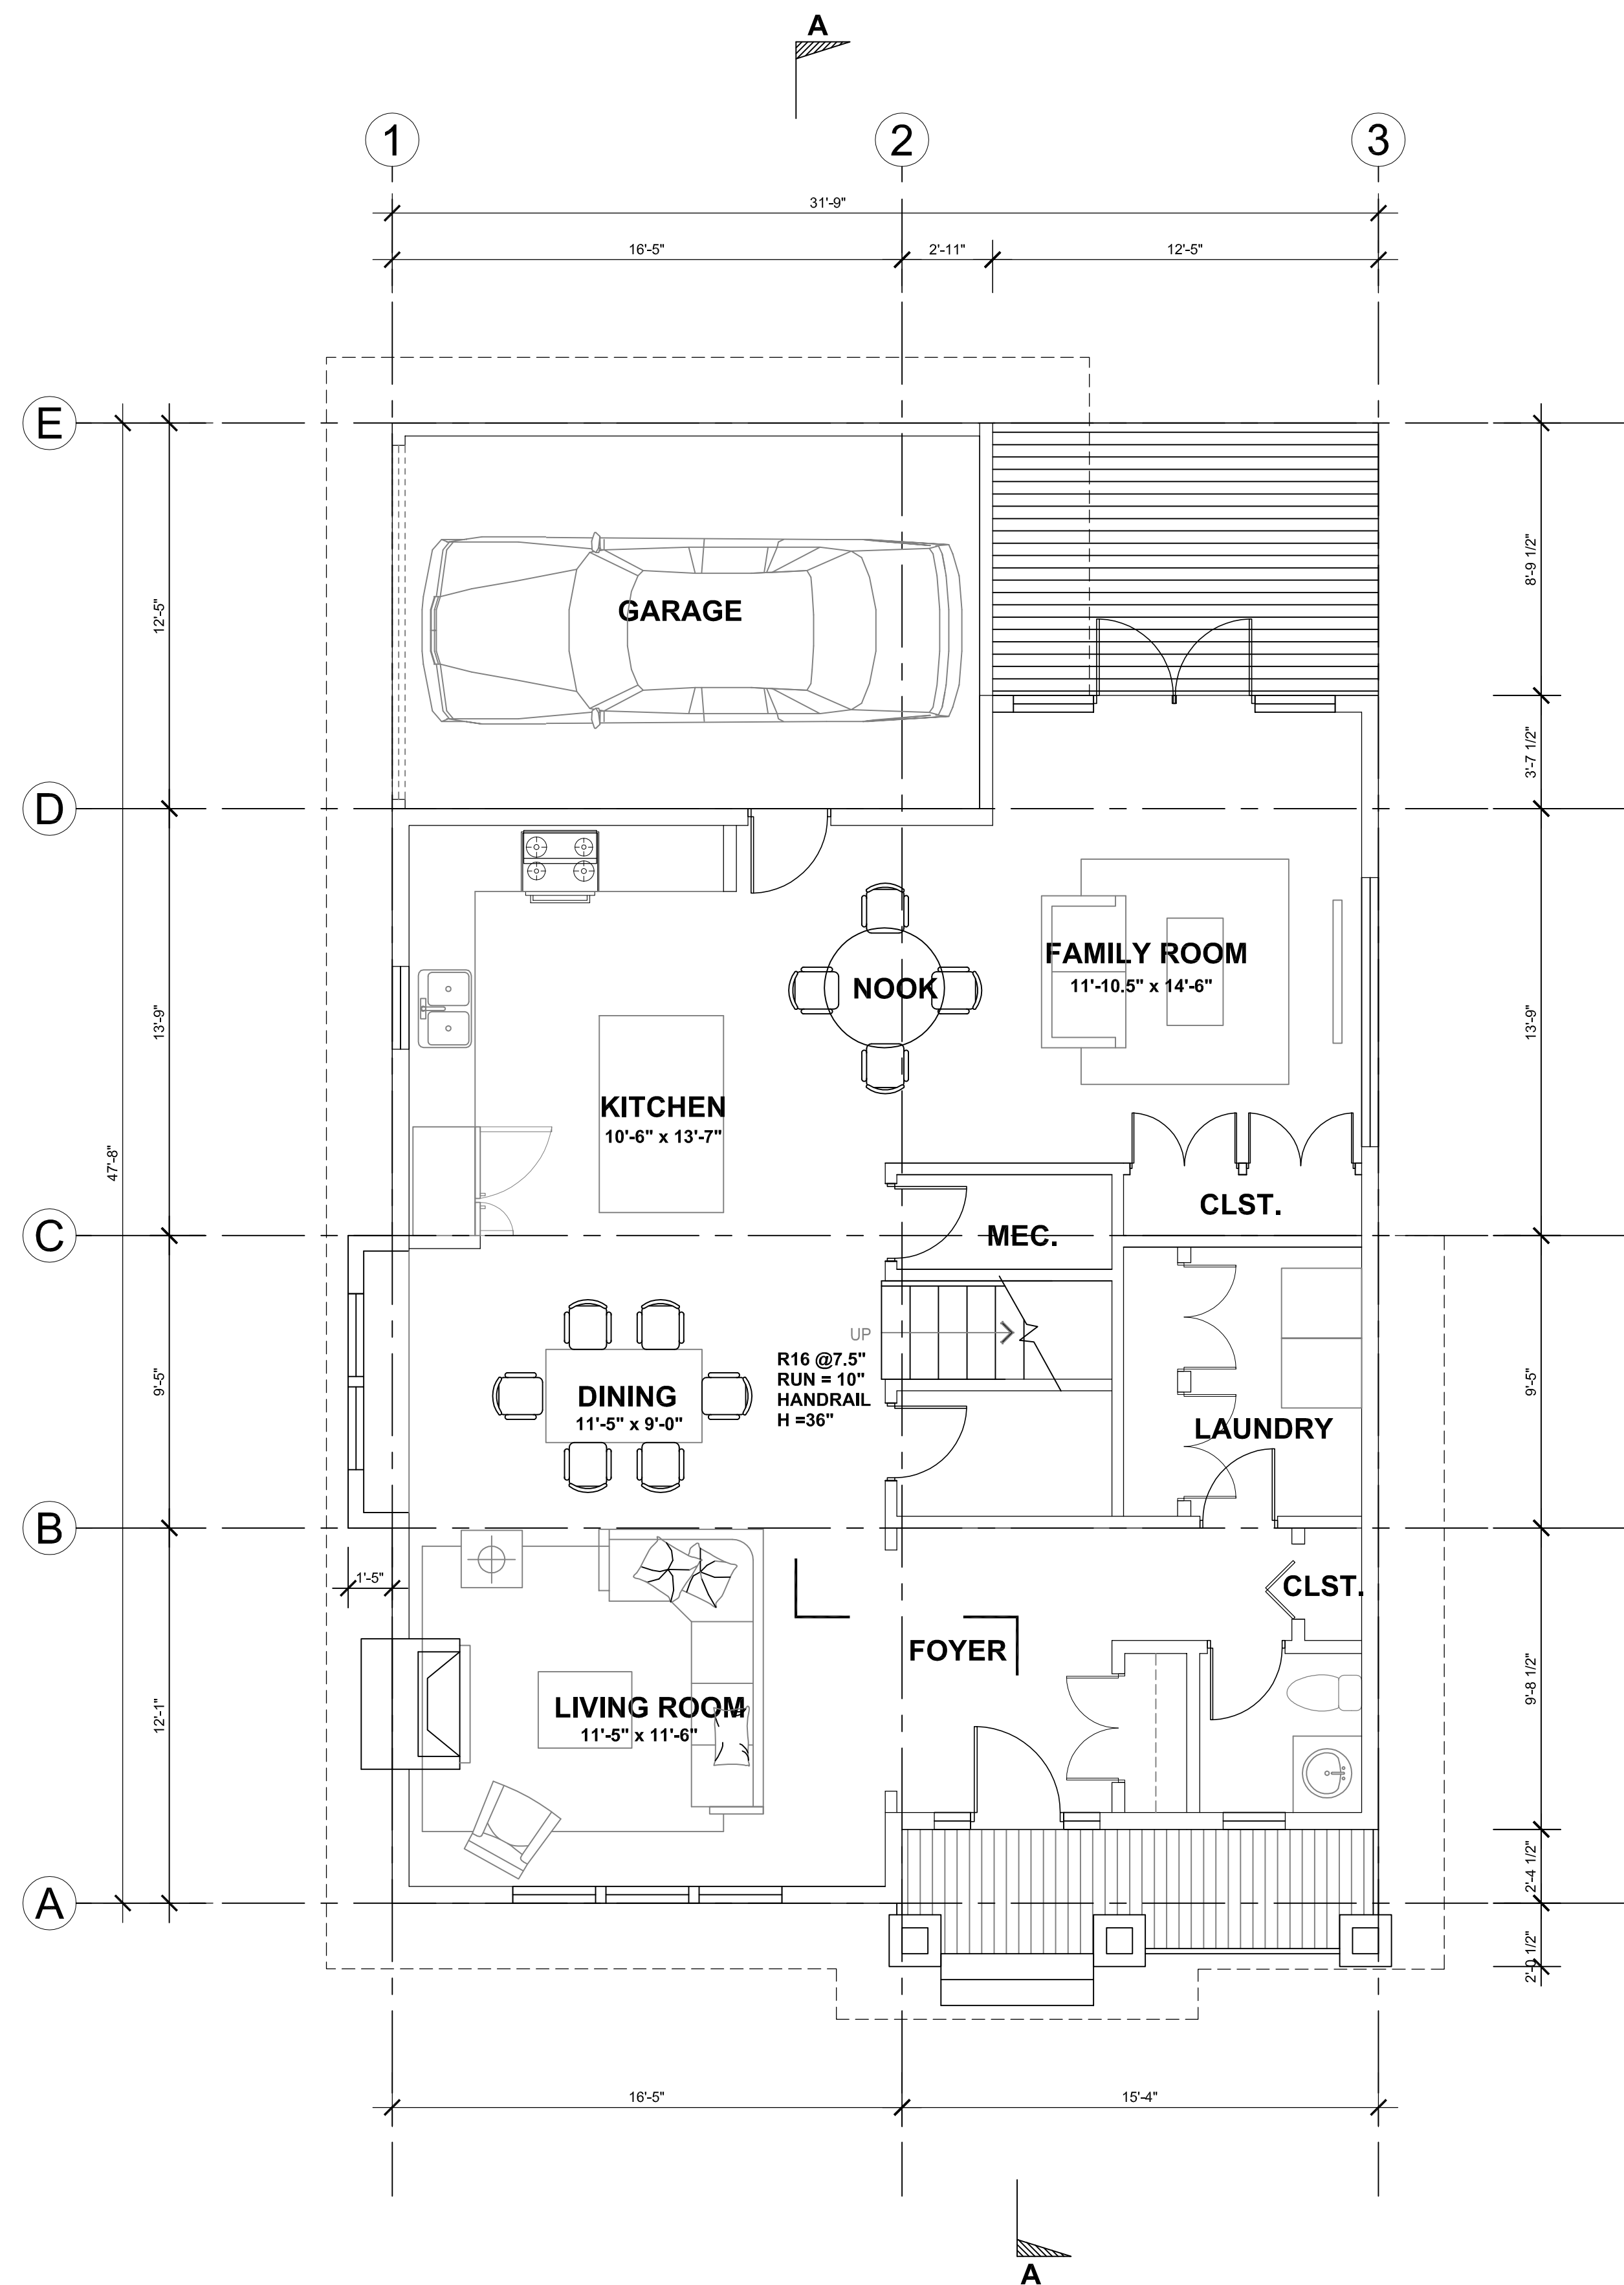 A
1
2
3
31'-9"
16'-5"
2'-11"
12'-5"
E
12'-5"
8'-9 1/2"
GARAGE
3'-7 1/2"
D
FAMILY ROOM
11'-10.5" x 14'-6"
NOOK
13'-9"
13'-9"
KITCHEN
10'-6" x 13'-7"
47'-8"
CLST.
C
MEC.
UP
R16 @7.5"
RUN = 10"
HANDRAIL
H =36"
9'-5"
9'-5"
DINING
11'-5" x 9'-0"
LAUNDRY
B
1'-5"
CLST.
FOYER
9'-8 1/2"
12'-1"
LIVING ROOM
11'-5" x 11'-6"
2'-4 1/2"
A
2'-0 1/2"
16'-5"
15'-4"
A